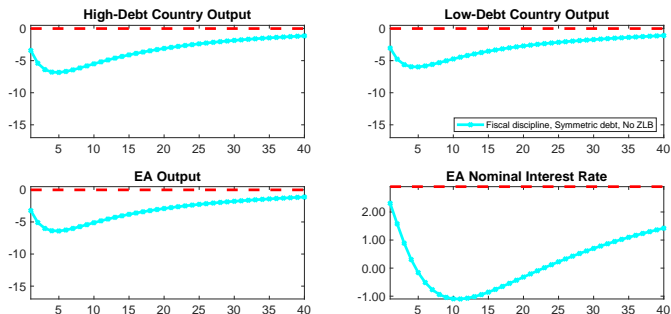 High-Debt Country Output
0
-5
-10
-15
5 10 15 20 25 30 35 40
Low-Debt Country Output
0
-5
-10
-15
Fiscal discipline, Symmetric debt, No ZLB
5 10 15 20 25 30 35 40
EA Output
0
-5
-10
-15
5 10 15 20 25 30 35 40
EA Nominal Interest Rate
2.00
1.00
0.00
-1.00
5 10 15 20 25 30 35 40